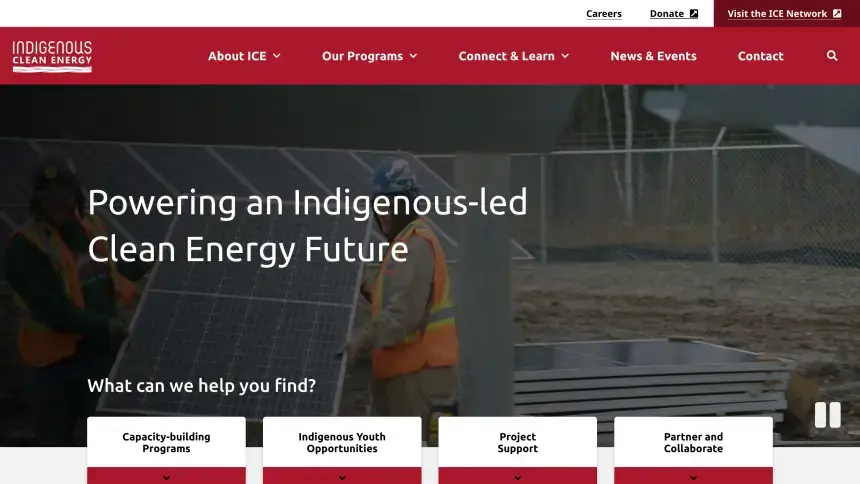 Careers
Donate
Visit the ICE Network
INDIGENOUS
CLEAN ENERGY
About ICE
Our Programs
Connect & Learn
News & Events
Contact
Powering an Indigenous-led
Clean Energy Future
What can we help you find?
Capacity-building
Programs
Indigenous Youth
Opportunities
Project
Support
Partner and
Collaborate